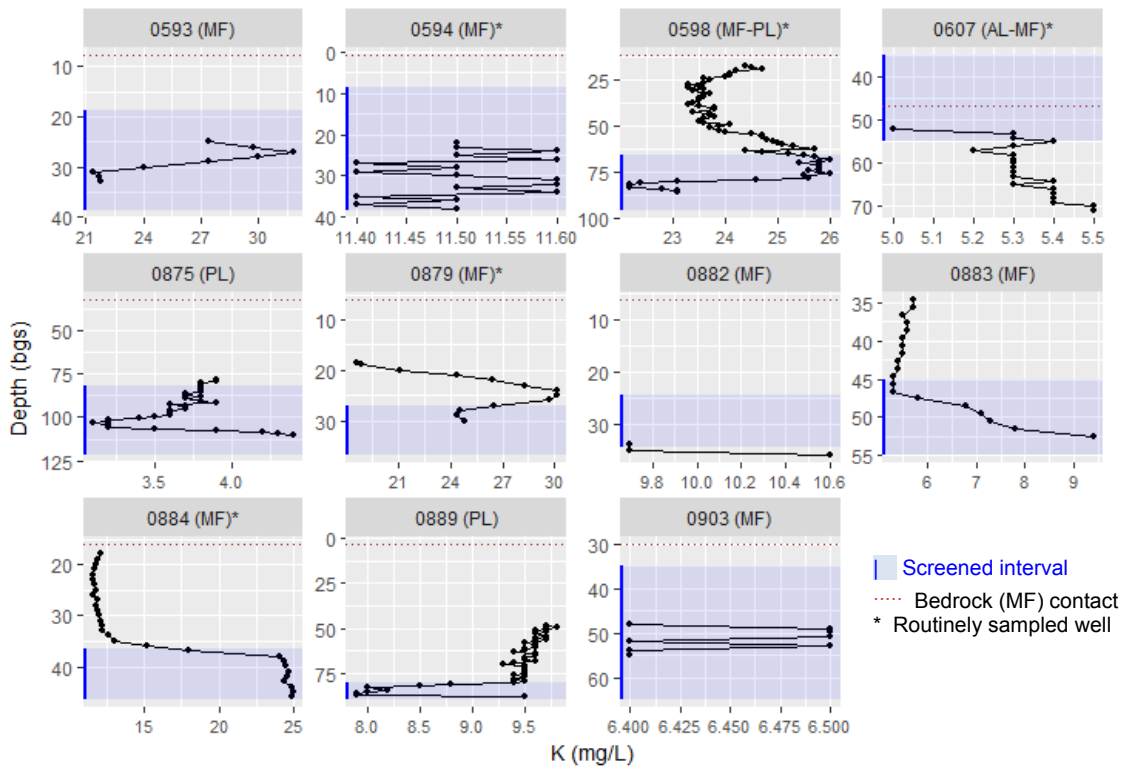 0593 (MF) 0594 (MF)* 0598 (MF-PL)* 0607 (AL-MF)*
10
20
30
40
21 24 27 30
0
10
20
30
40
11.40 11.45 11.50 11.55 11.60
25
50
75
100
23 24 25 26
40
50
60
70
5.0 5.1 5.2 5.3 5.4 5.5
0875 (PL) 0879 (MF)* 0882 (MF) 0883 (MF)
50
75
100
125
3.5 4.0
10
20
30
21 24 27 30
10
20
30
9.8 10.0 10.2 10.4 10.6
35
40
45
50
55
6 7 8 9
Depth (bgs)
0884 (MF)* 0889 (PL) 0903 (MF)
20
30
40
15 20 25
0
25
50
75
8.0 8.5 9.0 9.5
30
40
50
60
6.400 6.425 6.450 6.475 6.500
Screened interval
Bedrock (MF) contact
* Routinely sampled well
K (mg/L)